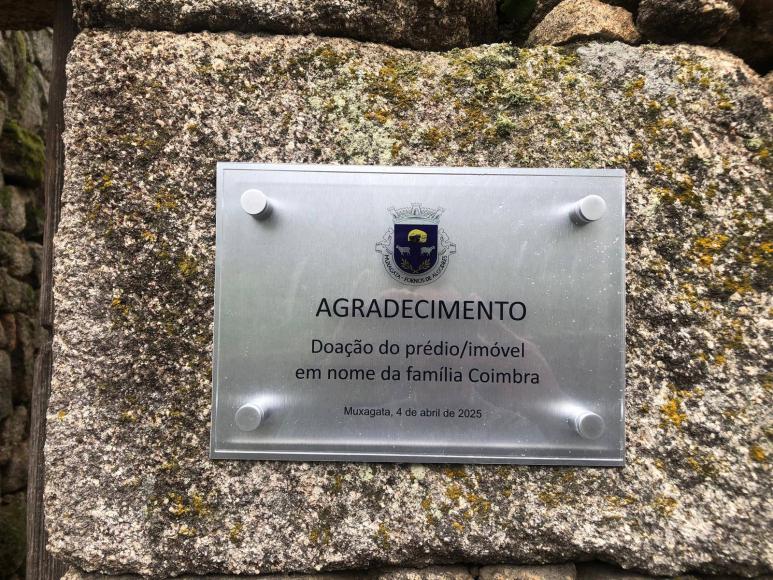 MUXAGATA - FORNOS DE ALGODRES
AGRADECIMENTO
Doação do prédio/imóvel
em nome da família Coimbra
Muxagata, 4 de abril de 2025